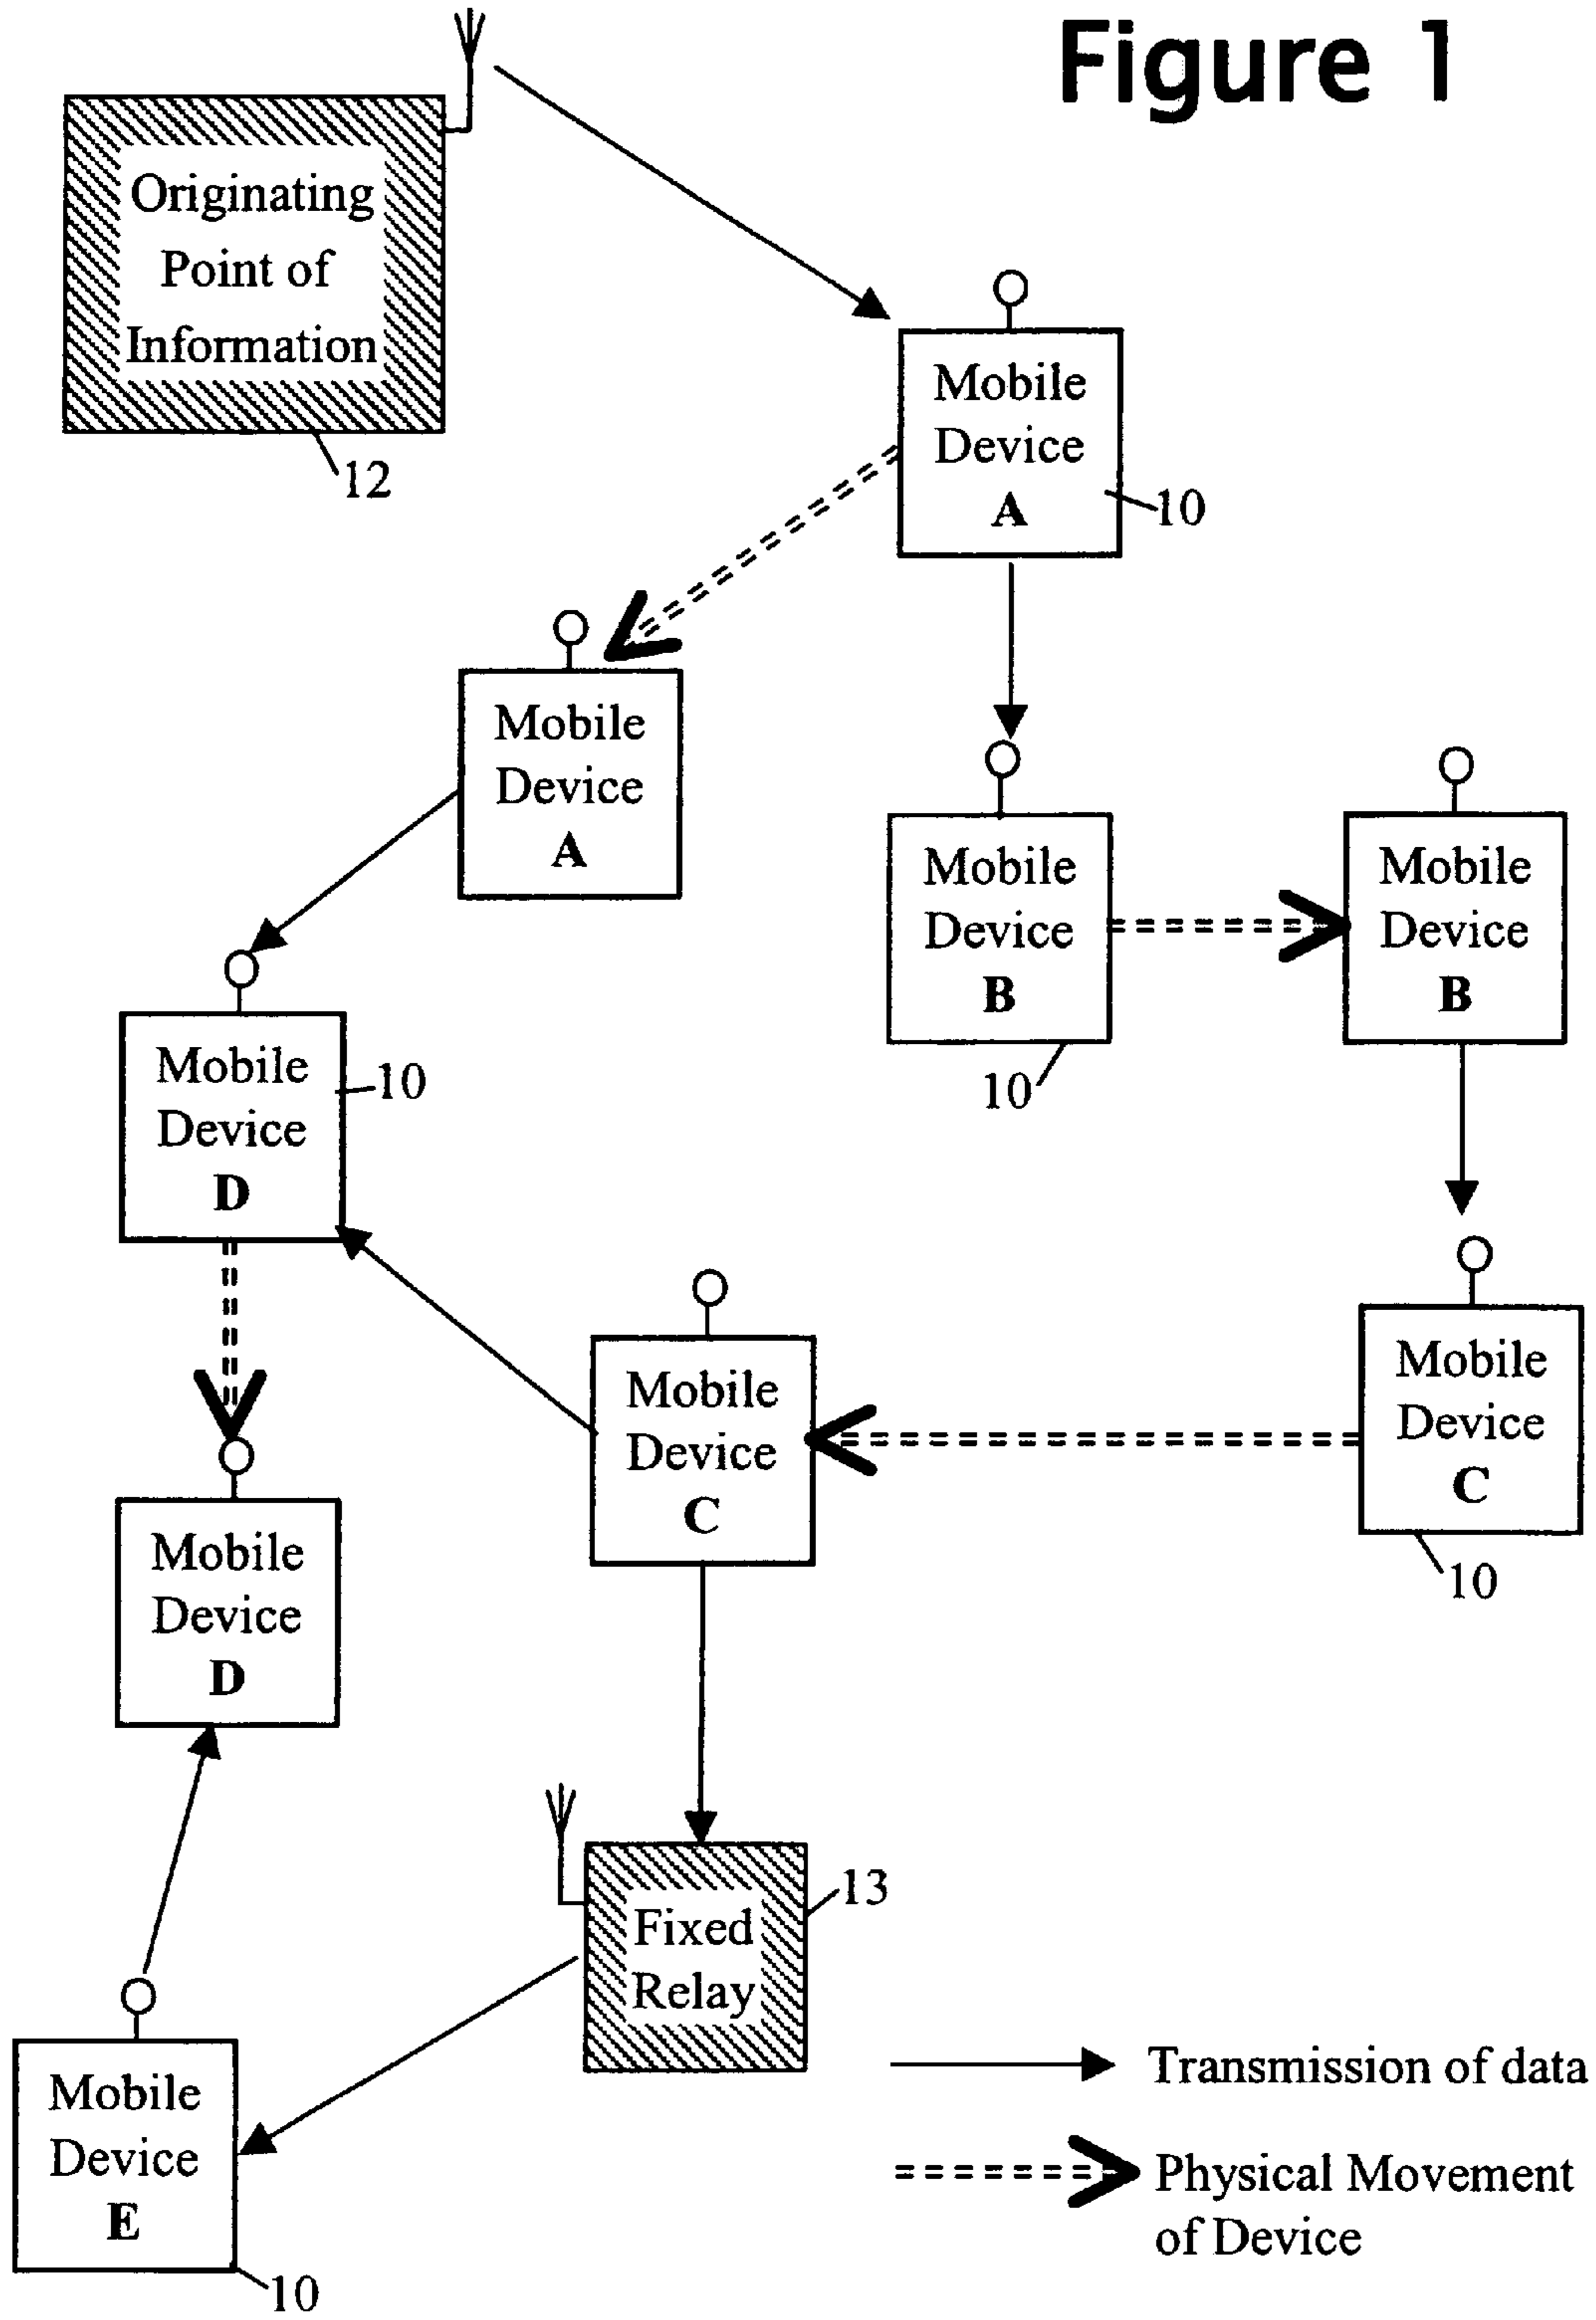 Figure 1
Originating
Point of
Information
12
Mobile
Device
A
10
Mobile
Device
A
Mobile
Device
B
10
Mobile
Device
B
Mobile
Device
D
10
Mobile
Device
C
Mobile
Device
C
10
Mobile
Device
D
Fixed
Relay
13
Mobile
Device
E
10
Transmission of data
Physical Movement
of Device